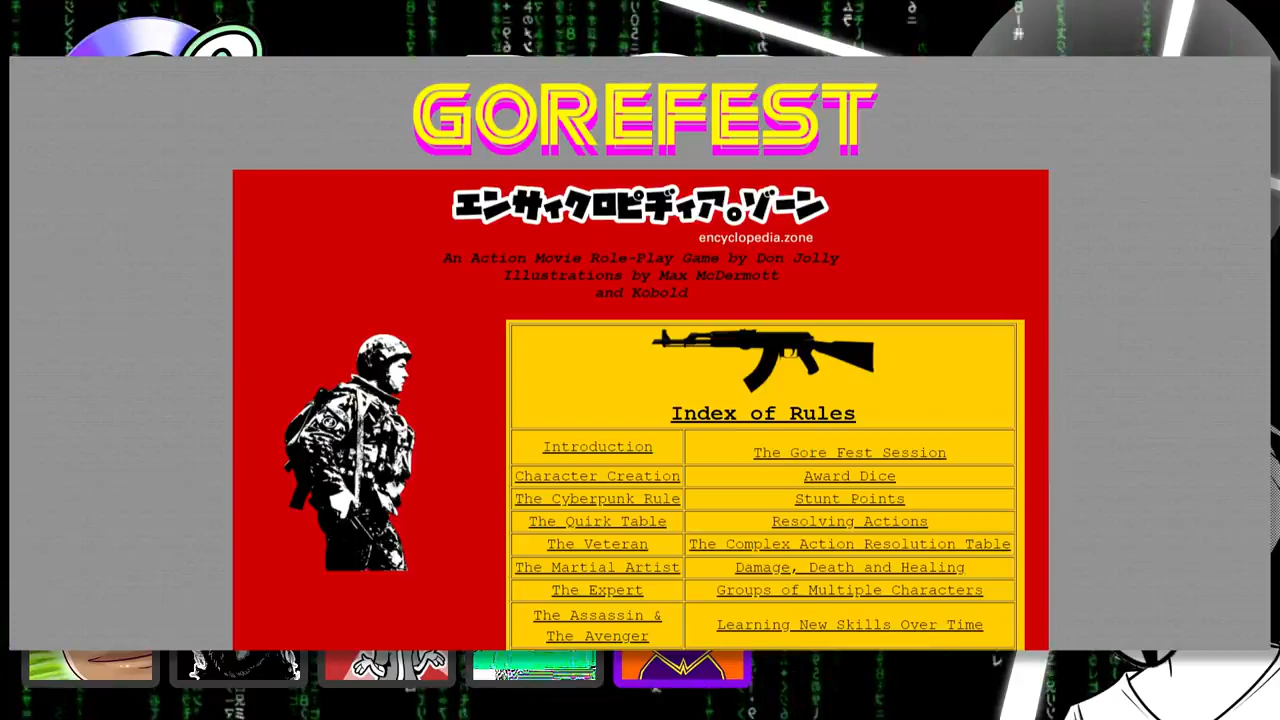 GOREFEST
エンサイクロピディア。ゾーン
encyclopedia.zone
An Action Movie Role-Play Game by Don Jolly
Illustrations by Max McDermott
and Kobold
Index of Rules
Introduction
The Gore Fest Session
Character Creation
Award Dice
The Cyberpunk Rule
Stunt Points
The Quirk Table
Resolving Actions
The Veteran
The Complex Action Resolution Table
The Martial Artist
Damage, Death and Healing
The Expert
Groups of Multiple Characters
The Assassin &
The Avenger
Learning New Skills Over Time